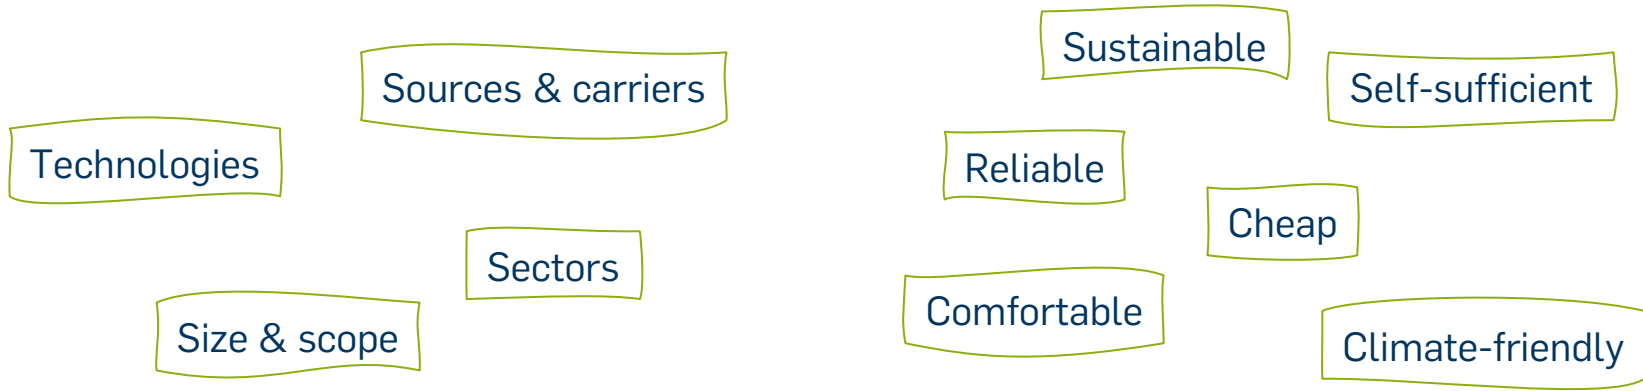 Technologies
Sources & carriers
Sectors
Size & scope
Sustainable
Self-sufficient
Reliable
Cheap
Comfortable
Climate-friendly